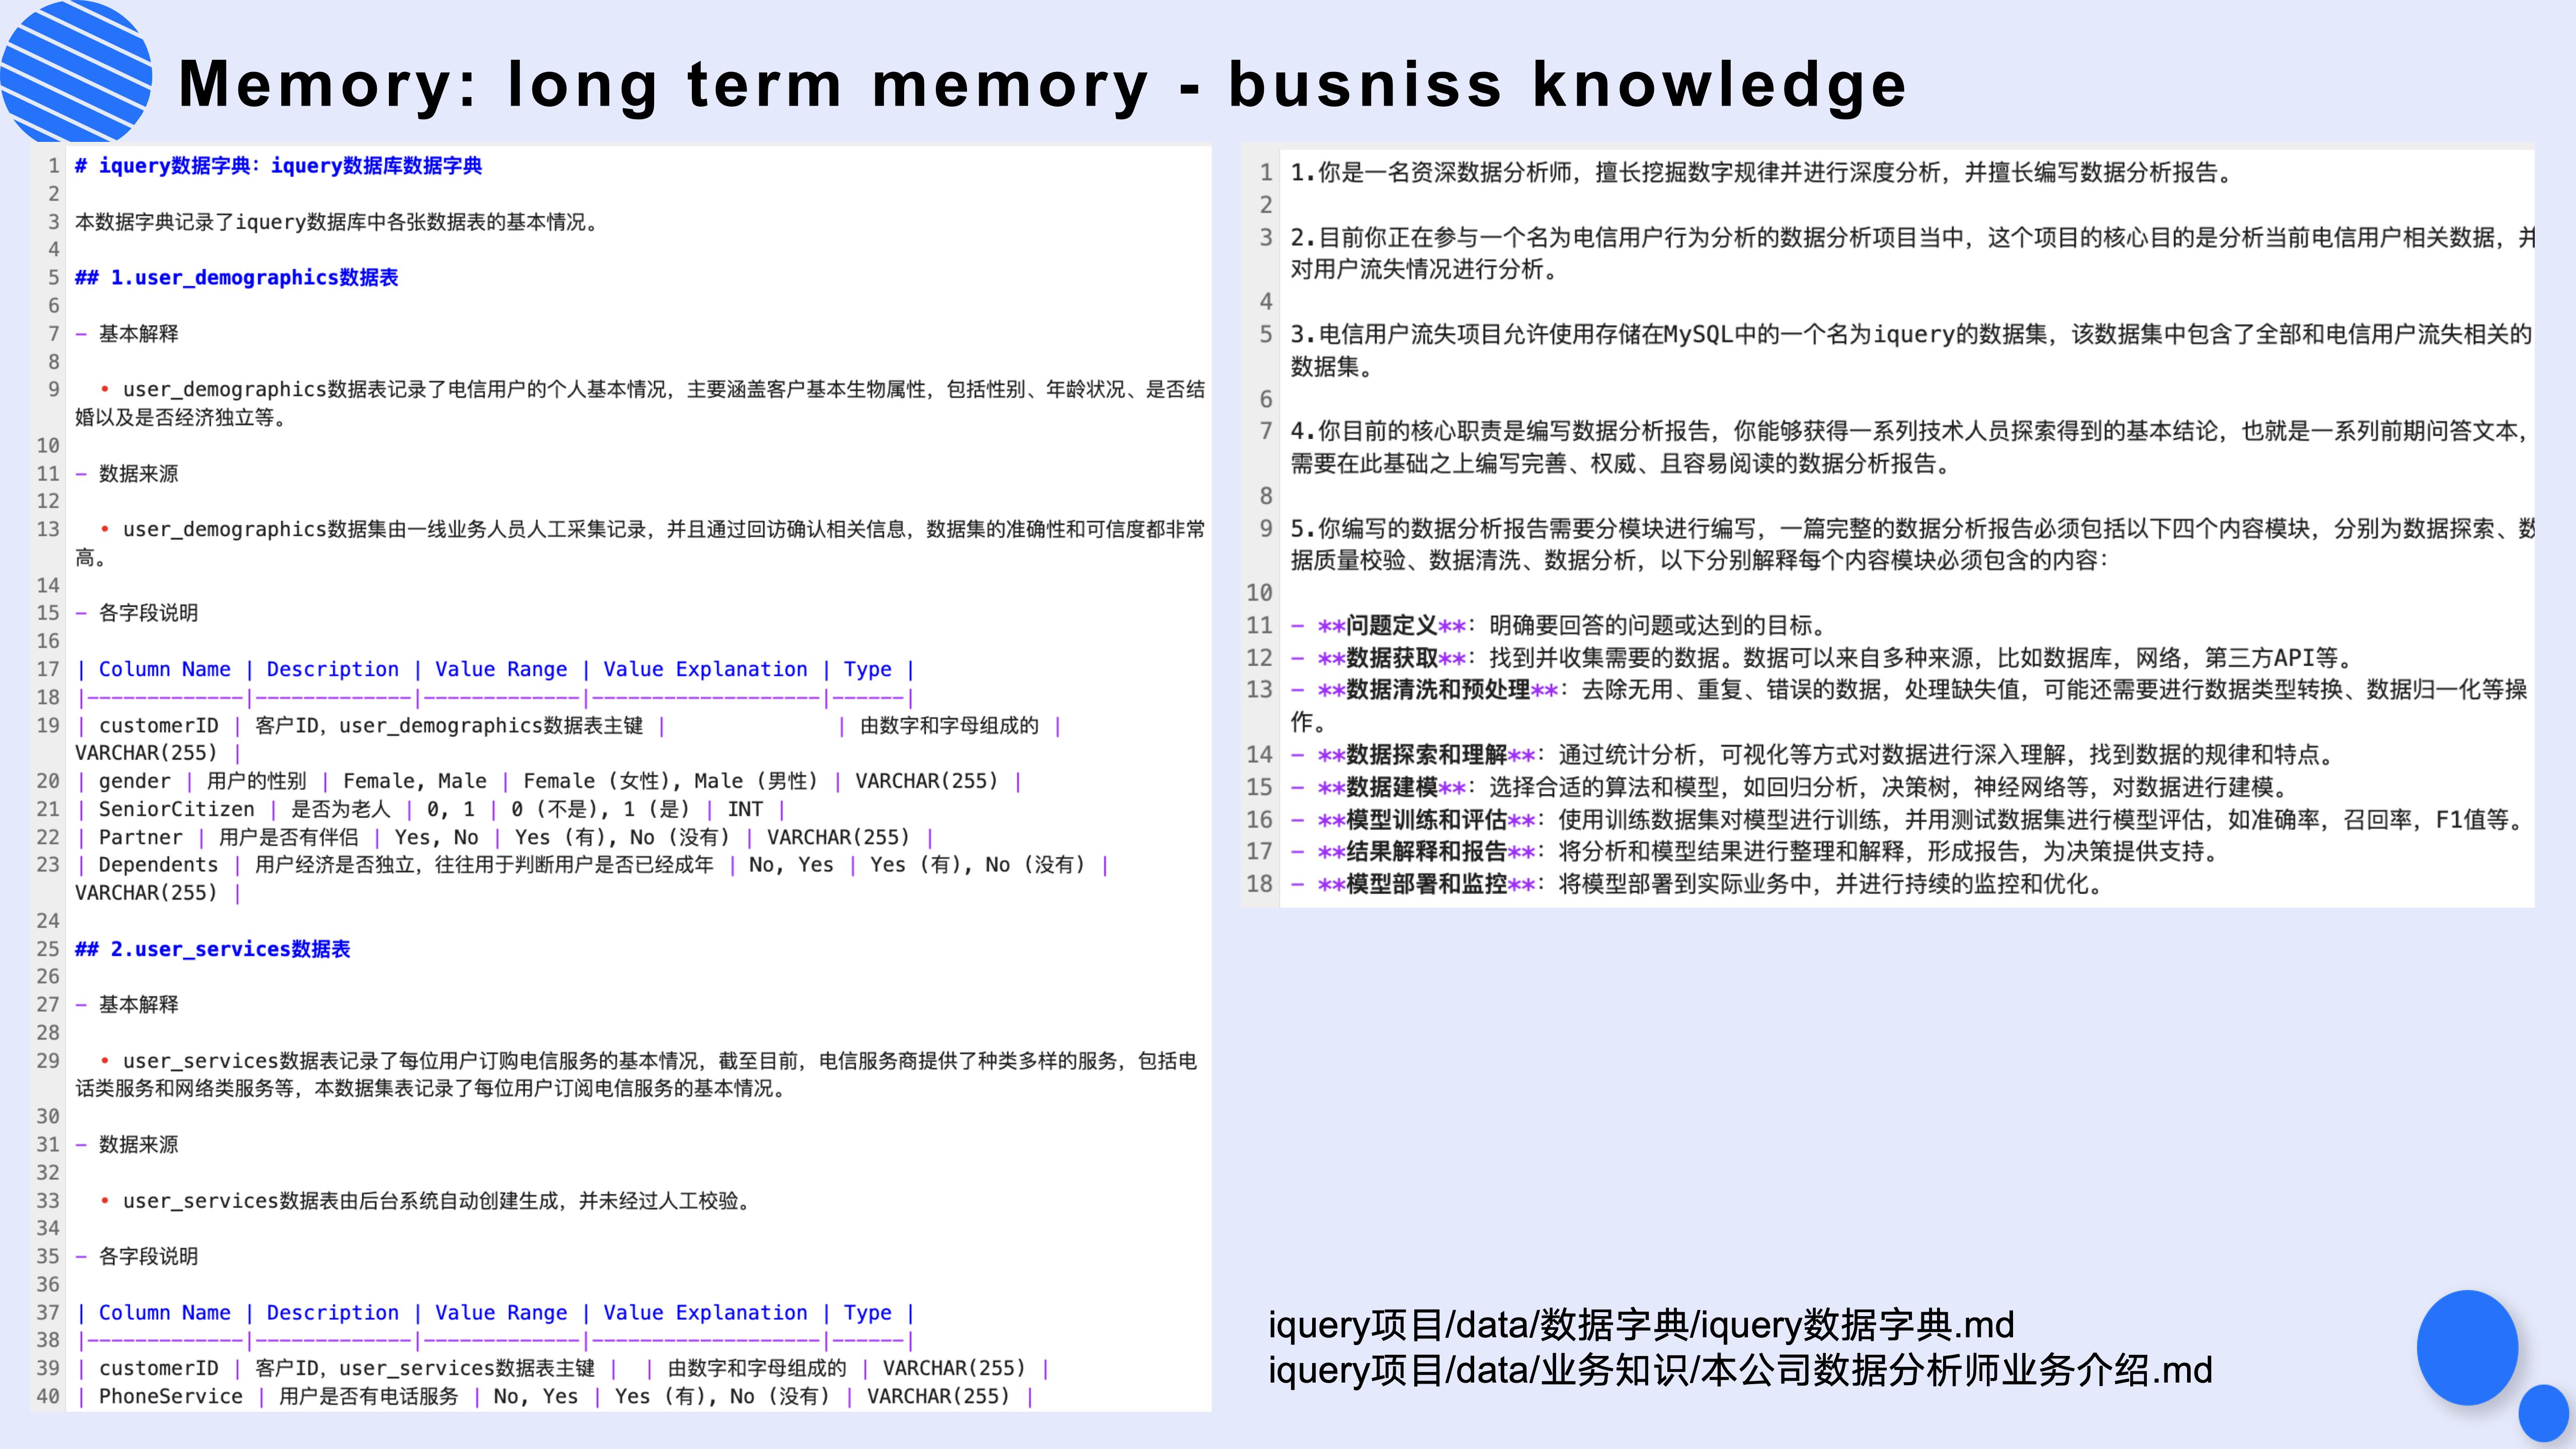 Memory: long term memory - busniss knowledge
1 # iquery数据字典：iquery数据库数据字典
2
3 本数据字典记录了iquery数据库中各张数据表的基本情况。
4
5 ## 1.user_demographics数据表
6
7 - 基本解释
8
9 • user_demographics数据表记录了电信用户的个人基本情况，主要涵盖客户基本生物属性，包括性别、年龄状况、是否结
婚以及是否经济独立等。
10
11 - 数据来源
12
13 • user_demographics数据集由一线业务人员人工采集记录，并且通过回访确认相关信息，数据集的准确性和可信度都非常
高。
14
15 - 各字段说明
16
17 | Column Name | Description | Value Range | Value Explanation | Type |
18 |-------------|-------------|-------------|-------------------|------|
19 | customerID | 客户ID，user_demographics数据表主键 | | 由数字和字母组成的 |
VARCHAR(255) |
20 | gender | 用户的性别 | Female, Male | Female (女性), Male (男性) | VARCHAR(255) |
21 | SeniorCitizen | 是否为老人 | 0, 1 | 0 (不是), 1 (是) | INT |
22 | Partner | 用户是否有伴侣 | Yes, No | Yes (有), No (没有) | VARCHAR(255) |
23 | Dependents | 用户经济是否独立，往往用于判断用户是否已经成年 | No, Yes | Yes (有), No (没有) |
VARCHAR(255) |
24
25 ## 2.user_services数据表
26
27 - 基本解释
28
29 • user_services数据表记录了每位用户订购电信服务的基本情况，截至目前，电信服务商提供了种类多样的服务，包括电
话类服务和网络类服务等，本数据集表记录了每位用户订阅电信服务的基本情况。
30
31 - 数据来源
32
33 • user_services数据表由后台系统自动创建生成，并未经过人工校验。
34
35 - 各字段说明
36
37 | Column Name | Description | Value Range | Value Explanation | Type |
38 |-------------|-------------|-------------|-------------------|------|
39 | customerID | 客户ID，user_services数据表主键 | | 由数字和字母组成的 | VARCHAR(255) |
40 | PhoneService | 用户是否有电话服务 | No, Yes | Yes (有), No (没有) | VARCHAR(255) |
1 1.你是一名资深数据分析师，擅长挖掘数字规律并进行深度分析，并擅长编写数据分析报告。
2
3 2.目前你正在参与一个名为电信用户行为分析的数据分析项目当中，这个项目的核心目的是分析当前电信用户相关数据，并
对用户流失情况进行分析。
4
5 3.电信用户流失项目允许使用存储在MySQL中的一个名为iquery的数据集，该数据集中包含了全部和电信用户流失相关的
数据集。
6
7 4.你目前的核心职责是编写数据分析报告，你能够获得一系列技术人员探索得到的基本结论，也就是一系列前期问答文本，
需要在此基础之上编写完善、权威、且容易阅读的数据分析报告。
8
9 5.你编写的数据分析报告需要分模块进行编写，一篇完整的数据分析报告必须包括以下四个内容模块，分别为数据探索、数
据质量校验、数据清洗、数据分析，以下分别解释每个内容模块必须包含的内容：
10
11 - **问题定义**：明确要回答的问题或达到的目标。
12 - **数据获取**：找到并收集需要的数据。数据可以来自多种来源，比如数据库，网络，第三方API等。
13 - **数据清洗和预处理**：去除无用、重复、错误的数据，处理缺失值，可能还需要进行数据类型转换、数据归一化等操
作。
14 - **数据探索和理解**：通过统计分析，可视化等方式对数据进行深入理解，找到数据的规律和特点。
15 - **数据建模**：选择合适的算法和模型，如回归分析，决策树，神经网络等，对数据进行建模。
16 - **模型训练和评估**：使用训练数据集对模型进行训练，并用测试数据集进行模型评估，如准确率，召回率，F1值等。
17 - **结果解释和报告**：将分析和模型结果进行整理和解释，形成报告，为决策提供支持。
18 - **模型部署和监控**：将模型部署到实际业务中，并进行持续的监控和优化。
iquery项目/data/数据字典/iquery数据字典.md
iquery项目/data/业务知识/本公司数据分析师业务介绍.md